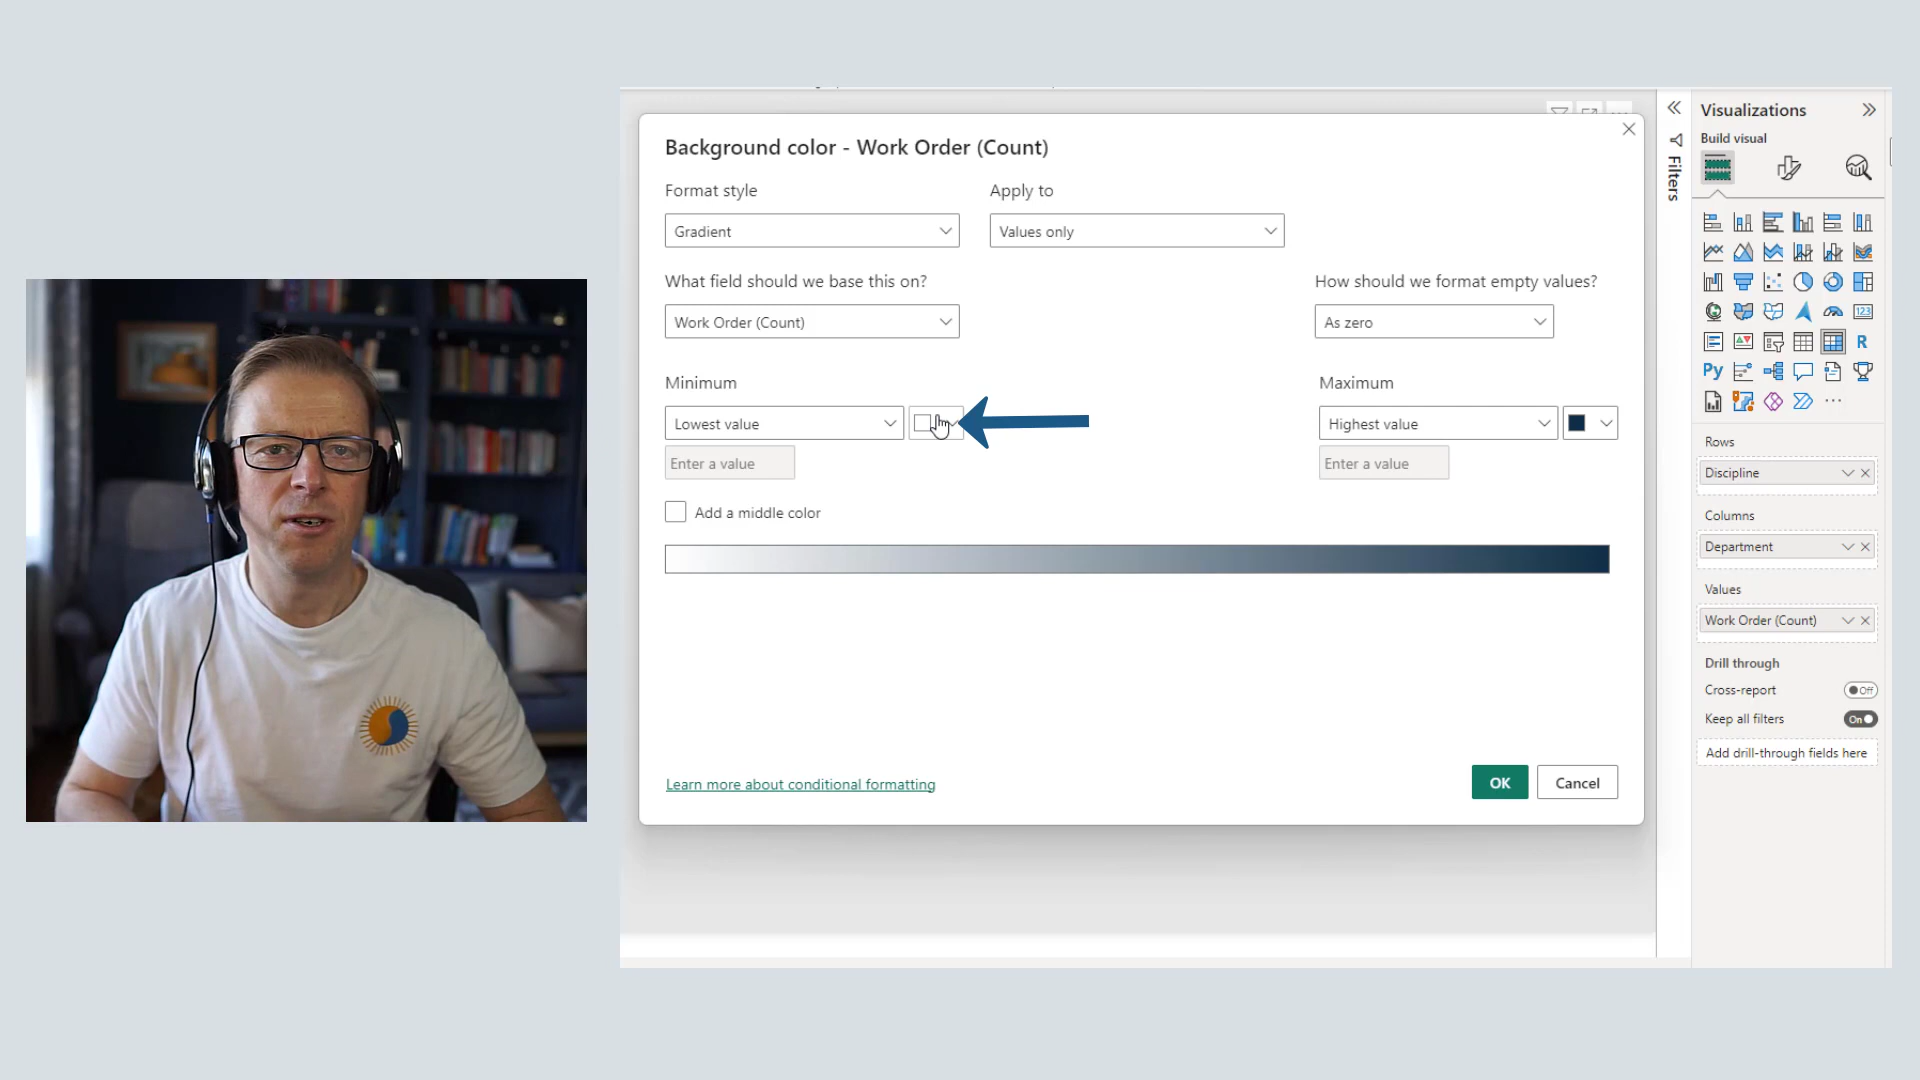 Background color - Work Order (Count)
Format style
Apply to
Gradient
Values only
What field should we base this on?
How should we format empty values?
Work Order (Count)
As zero
Minimum
Maximum
Lowest value
Highest value
Enter a value
Enter a value
Add a middle color
Learn more about conditional formatting
OK
Cancel
Filters
Visualizations
Build visual
123
R
Py
Rows
Discipline
Columns
Department
Values
Work Order (Count)
Drill through
Cross-report
Off
Keep all filters
On
Add drill-through fields here